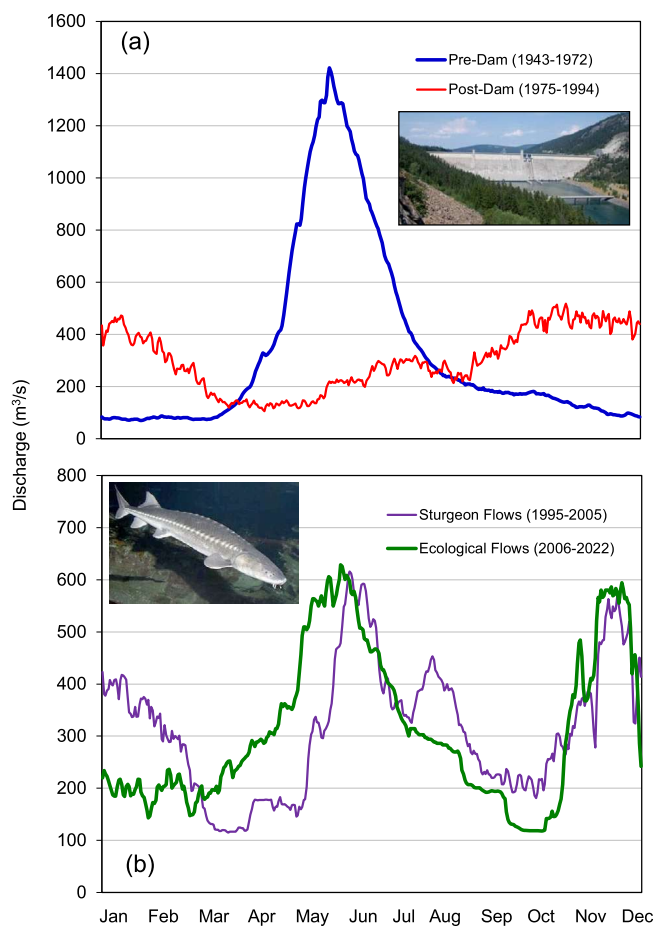 1600
1400
1200
1000
800
600
400
200
0
(a)
Pre-Dam (1943-1972)
Post-Dam (1975-1994)
Discharge (m³/s)
800
700
600
500
400
300
200
100
0
Sturgeon Flows (1995-2005)
Ecological Flows (2006-2022)
(b)
Jan Feb Mar Apr May Jun Jul Aug Sep Oct Nov Dec